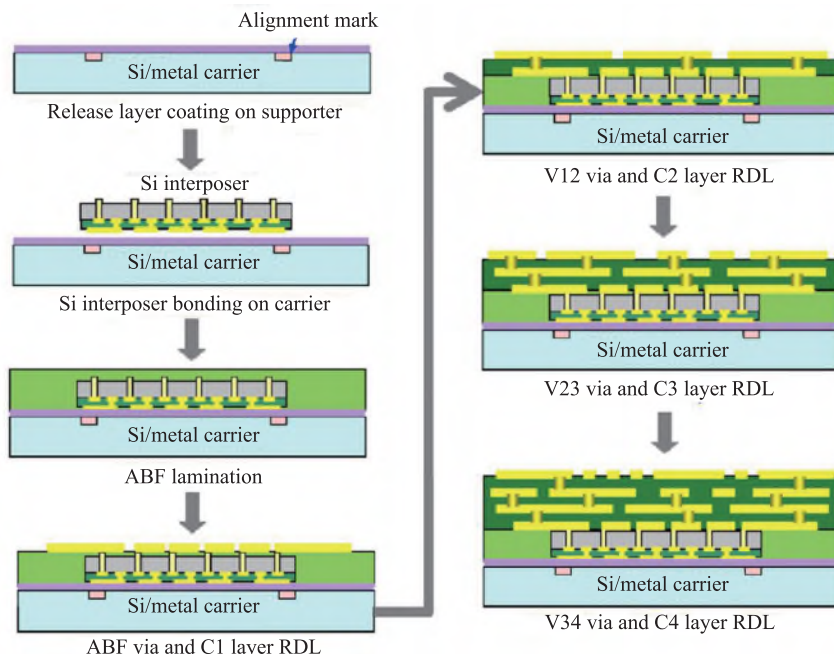 Alignment mark
Si/metal carrier
Release layer coating on supporter
Si interposer
Si/metal carrier
Si interposer bonding on carrier
Si/metal carrier
ABF lamination
Si/metal carrier
ABF via and C1 layer RDL
Si/metal carrier
V12 via and C2 layer RDL
Si/metal carrier
V23 via and C3 layer RDL
Si/metal carrier
V34 via and C4 layer RDL